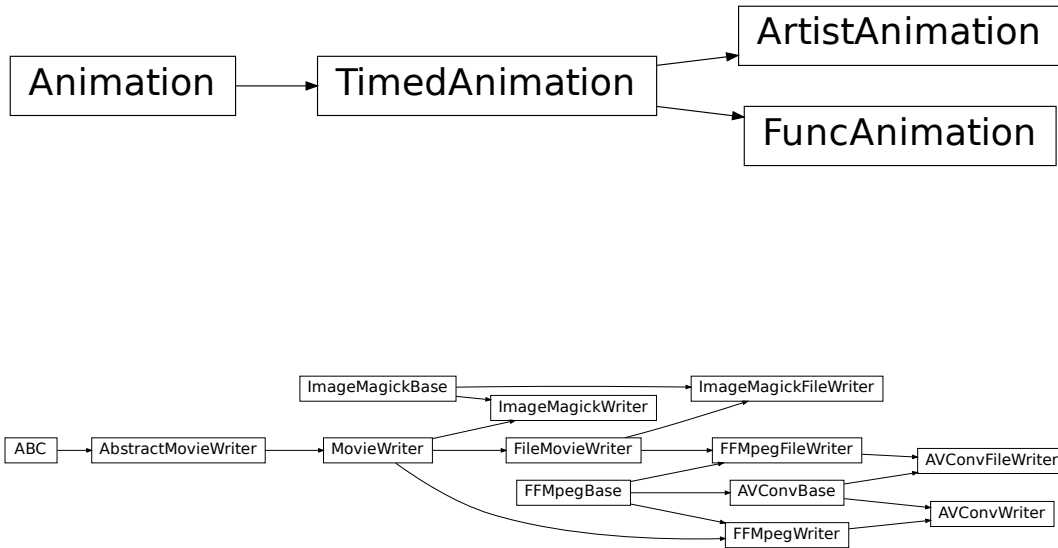 ArtistAnimation
Animation
TimedAnimation
FuncAnimation
ImageMagickBase
ImageMagickFileWriter
ImageMagickWriter
ABC
AbstractMovieWriter
MovieWriter
FileMovieWriter
FFMpegFileWriter
AVConvFileWriter
FFMpegBase
AVConvBase
AVConvWriter
FFMpegWriter